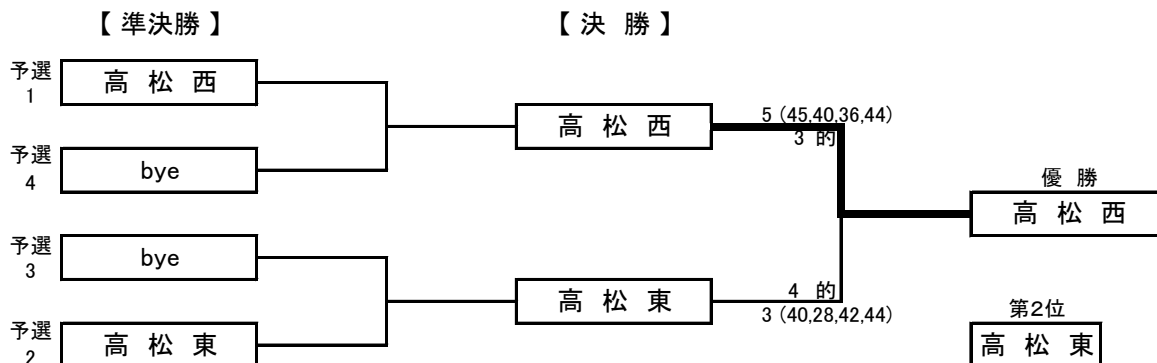 【 準決勝 】
【 決 勝 】
予選
1
高 松 西
予選
4
bye
高 松 西
5 (45,40,36,44)
3 的
優 勝
高 松 西
予選
3
bye
予選
2
高 松 東
高 松 東
4 的
3 (40,28,42,44)
第2位
高 松 東